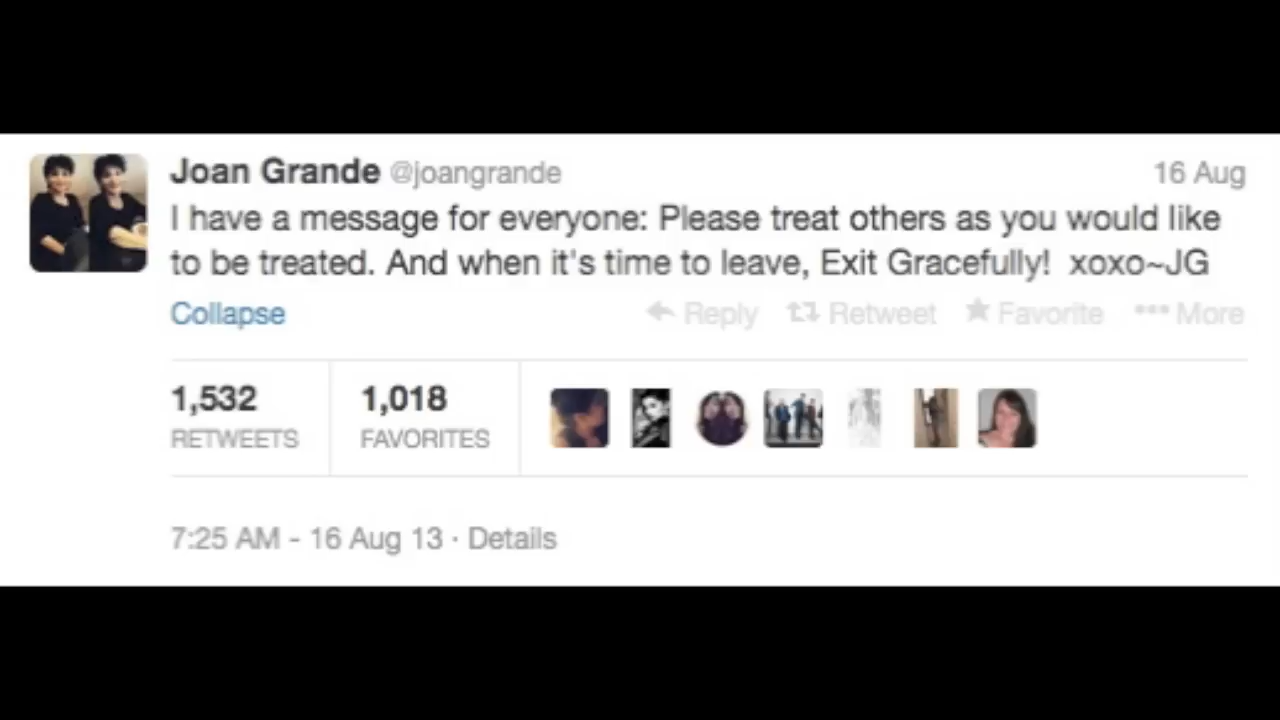 Joan Grande @joangrande 16 Aug
I have a message for everyone: Please treat others as you would like
to be treated. And when it's time to leave, Exit Gracefully!  xoxo~JG
Collapse Reply Retweet Favorite More
1,532 1,018
RETWEETS FAVORITES
7:25 AM - 16 Aug 13 · Details